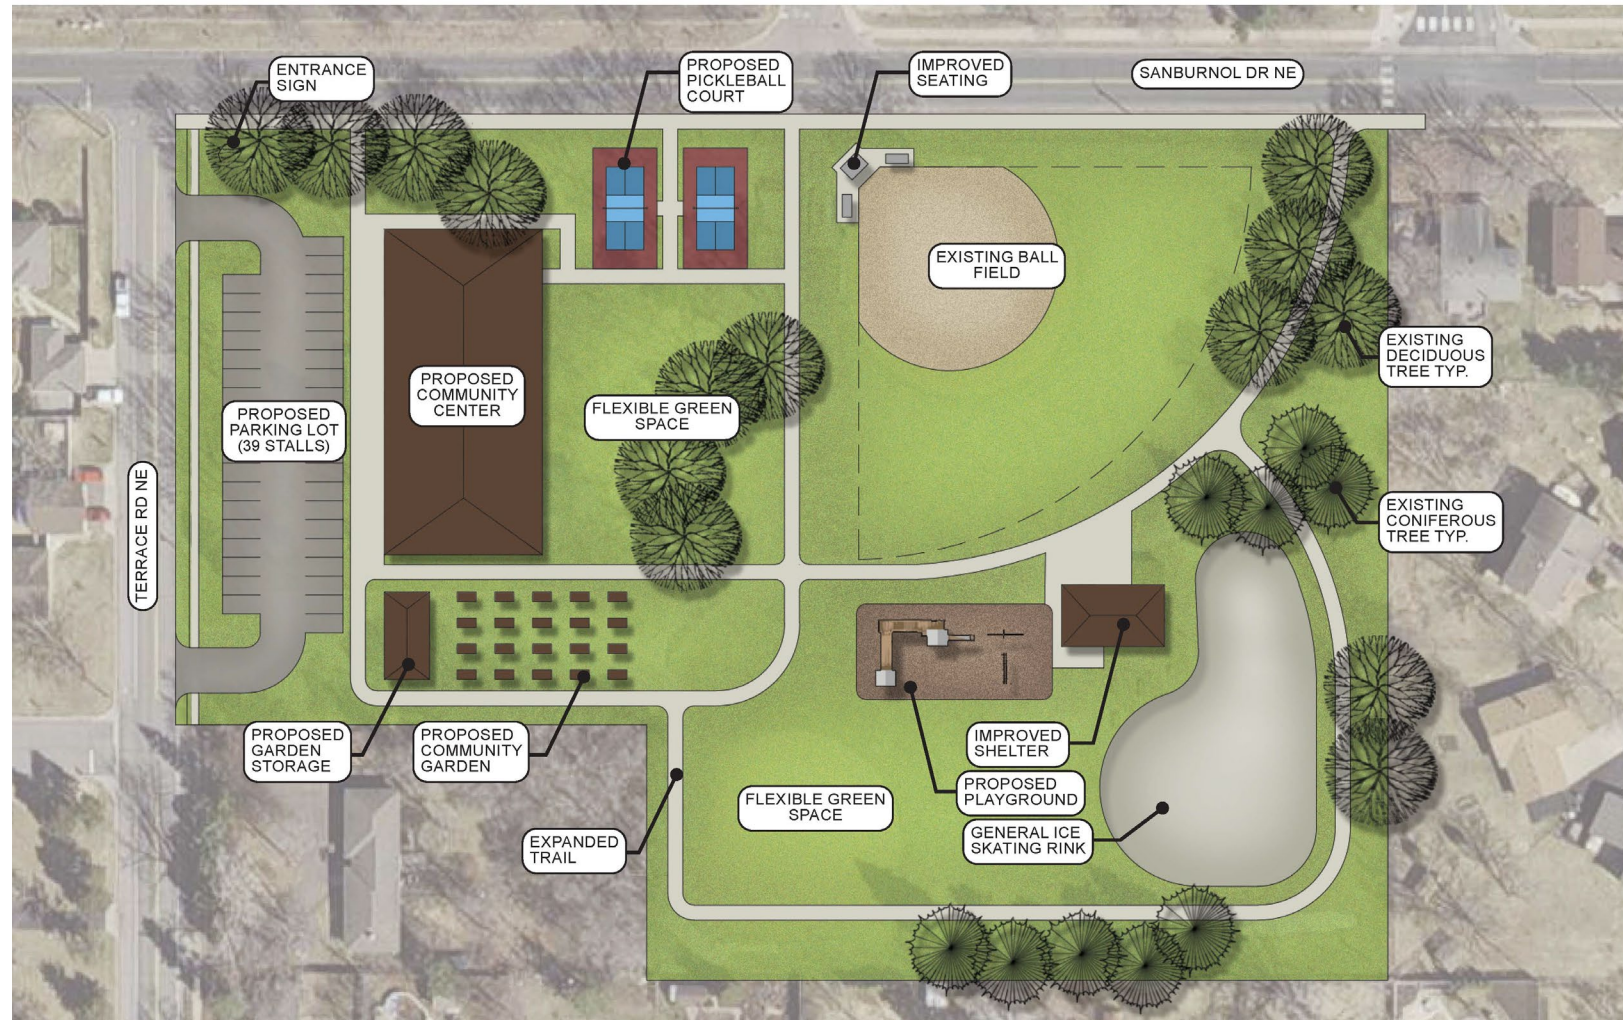 ENTRANCE
SIGN
PROPOSED
PICKLEBALL
COURT
IMPROVED
SEATING
SANBURNOL DR NE
EXISTING BALL
FIELD
EXISTING
DECIDUOUS
TREE TYP.
PROPOSED
COMMUNITY
CENTER
FLEXIBLE GREEN
SPACE
PROPOSED
PARKING LOT
(39 STALLS)
TERRACE RD NE
EXISTING
CONIFEROUS
TREE TYP.
PROPOSED
GARDEN
STORAGE
PROPOSED
COMMUNITY
GARDEN
IMPROVED
SHELTER
PROPOSED
PLAYGROUND
FLEXIBLE GREEN
SPACE
GENERAL ICE
SKATING RINK
EXPANDED
TRAIL